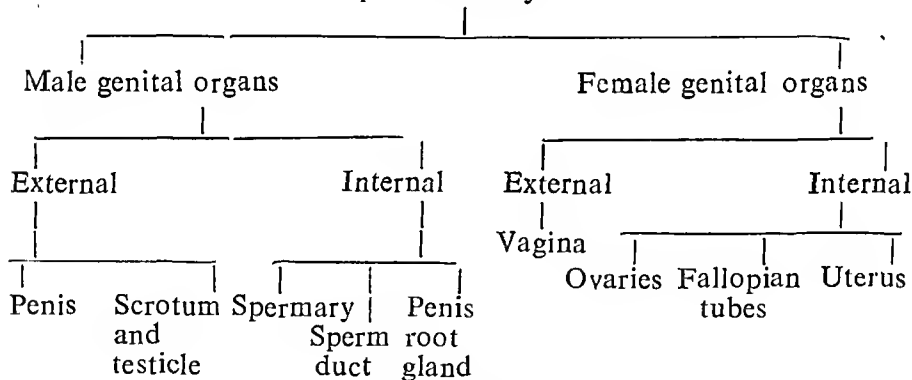 Male genital organs Female genital organs
External Internal External Internal
Vagina
Ovaries Fallopian tubes Uterus
Penis Scrotum and testicle Spermary Sperm duct Penis root gland